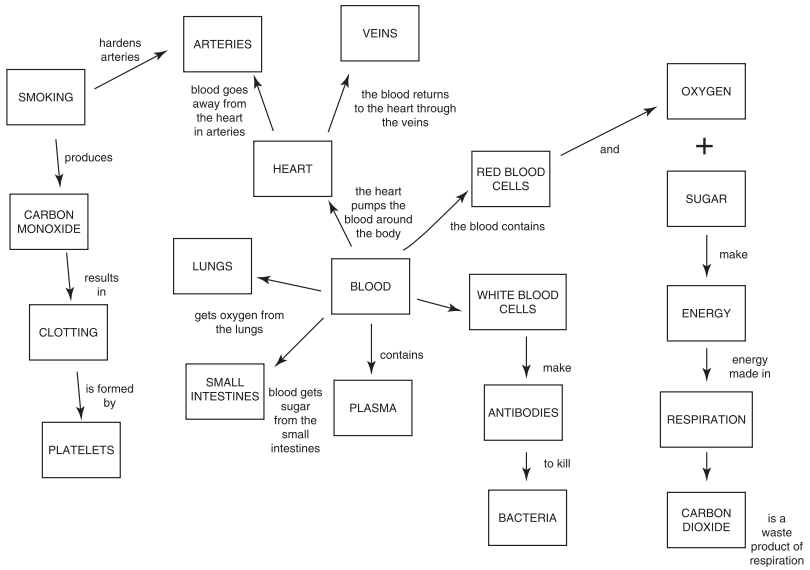 VEINS
hardens
arteries
ARTERIES
SMOKING
blood goes
away from
the heart
in arteries
the blood returns
to the heart through
the veins
OXYGEN
and
+
produces
HEART
RED BLOOD
CELLS
SUGAR
CARBON
MONOXIDE
the heart
pumps the
blood around
the body
the blood contains
LUNGS
BLOOD
make
results
in
WHITE BLOOD
CELLS
ENERGY
gets oxygen from
the lungs
CLOTTING
contains
make
energy
made in
is formed
by
SMALL
INTESTINES
blood gets
sugar
from the
small
intestines
PLASMA
ANTIBODIES
RESPIRATION
PLATELETS
to kill
BACTERIA
CARBON
DIOXIDE
is a
waste
product of
respiration